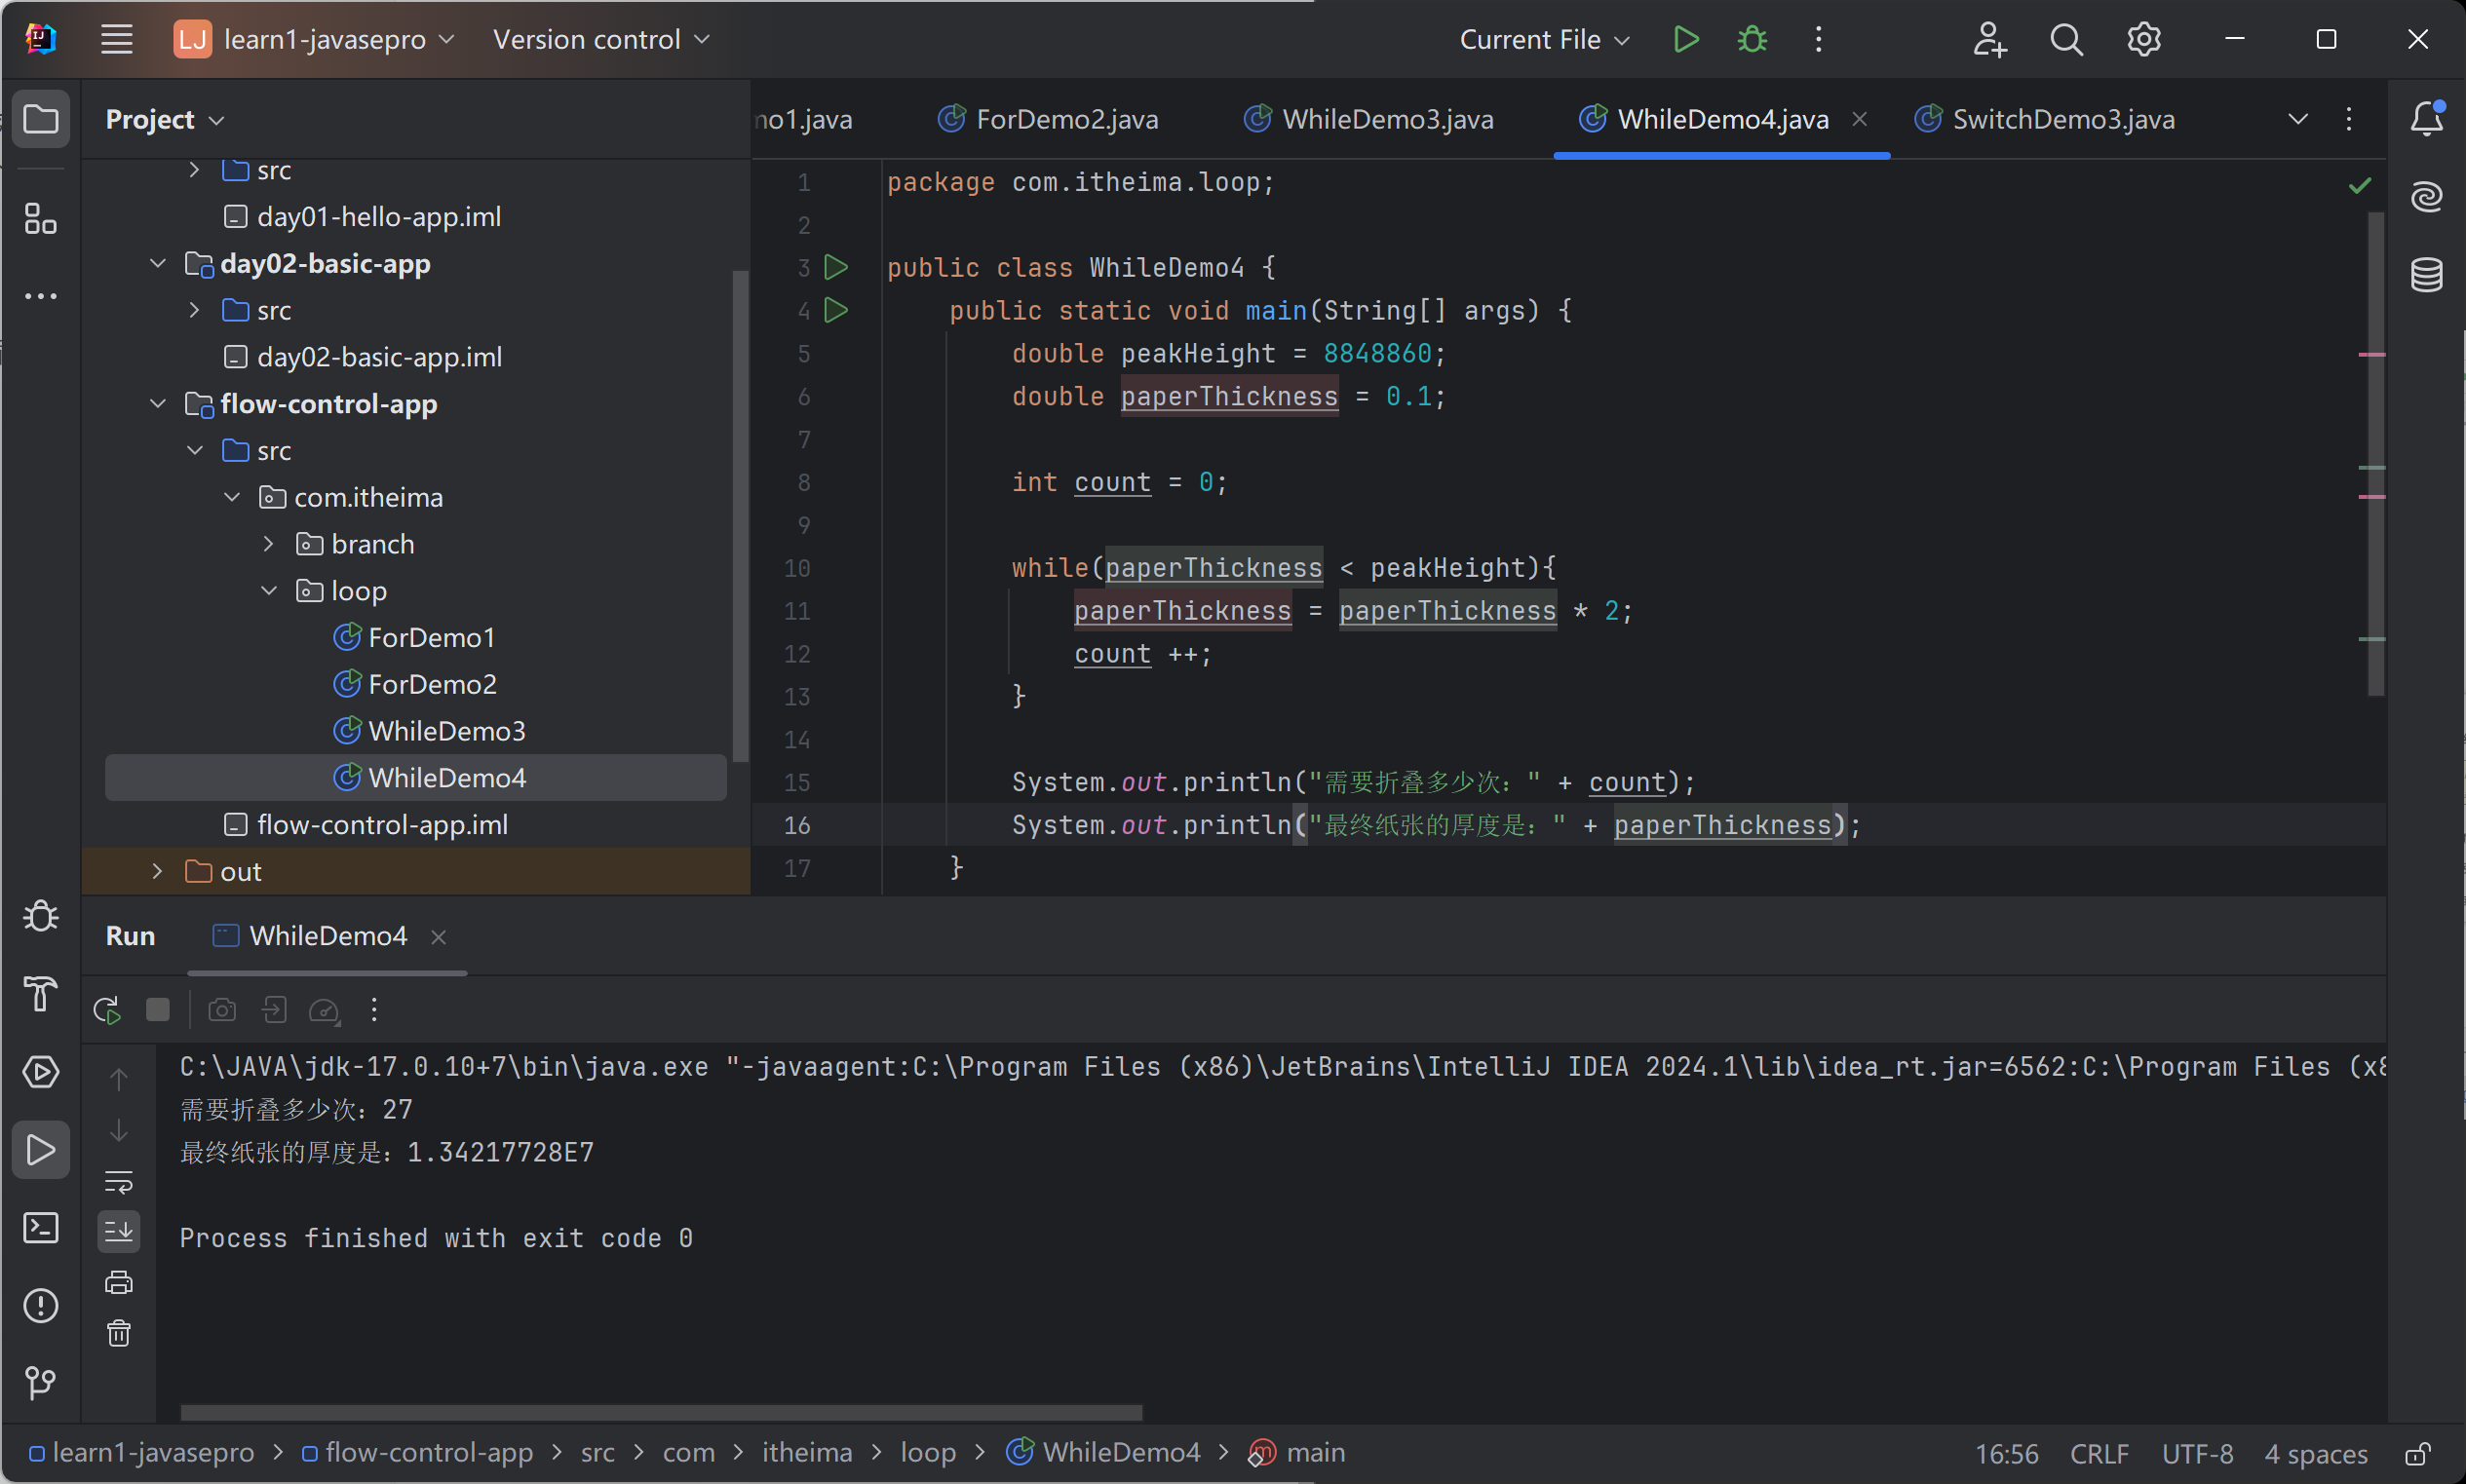 LJ learn1-javasepro Version control Current File
Project
mo1.java ForDemo2.java WhileDemo3.java WhileDemo4.java SwitchDemo3.java
src
day01-hello-app.iml
day02-basic-app
src
day02-basic-app.iml
flow-control-app
src
com.itheima
branch
loop
ForDemo1
ForDemo2
WhileDemo3
WhileDemo4
flow-control-app.iml
out
1 package com.itheima.loop;
2
3 public class WhileDemo4 {
4 public static void main(String[] args) {
5 double peakHeight = 8848860;
6 double paperThickness = 0.1;
7
8 int count = 0;
9
10 while(paperThickness < peakHeight){
11 paperThickness = paperThickness * 2;
12 count ++;
13 }
14
15 System.out.println("需要折叠多少次：" + count);
16 System.out.println("最终纸张的厚度是：" + paperThickness);
17 }
Run WhileDemo4
C:\JAVA\jdk-17.0.10+7\bin\java.exe "-javaagent:C:\Program Files (x86)\JetBrains\IntelliJ IDEA 2024.1\lib\idea_rt.jar=6562:C:\Program Files (x8
需要折叠多少次：27
最终纸张的厚度是：1.34217728E7
Process finished with exit code 0
learn1-javasepro > flow-control-app > src > com > itheima > loop > WhileDemo4 > main 16:56 CRLF UTF-8 4 spaces